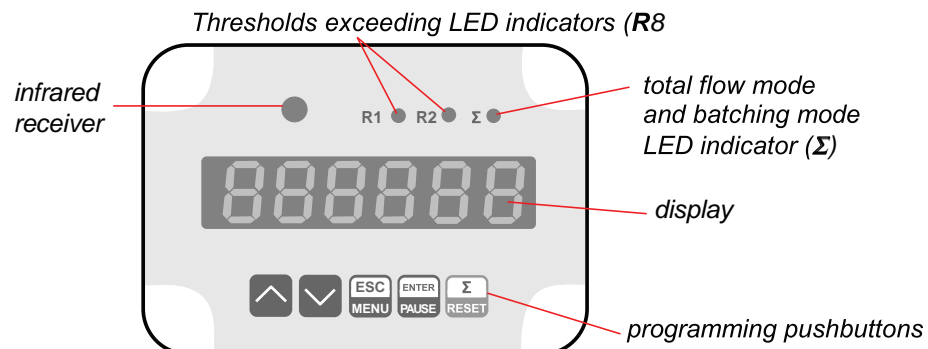 Thresholds exceeding LED indicators (R8
infrared
receiver
total flow mode
and batching mode
LED indicator (Σ)
R1 R2 Σ
888888
display
ESC
MENU
ENTER
PAUSE
Σ
RESET
programming pushbuttons